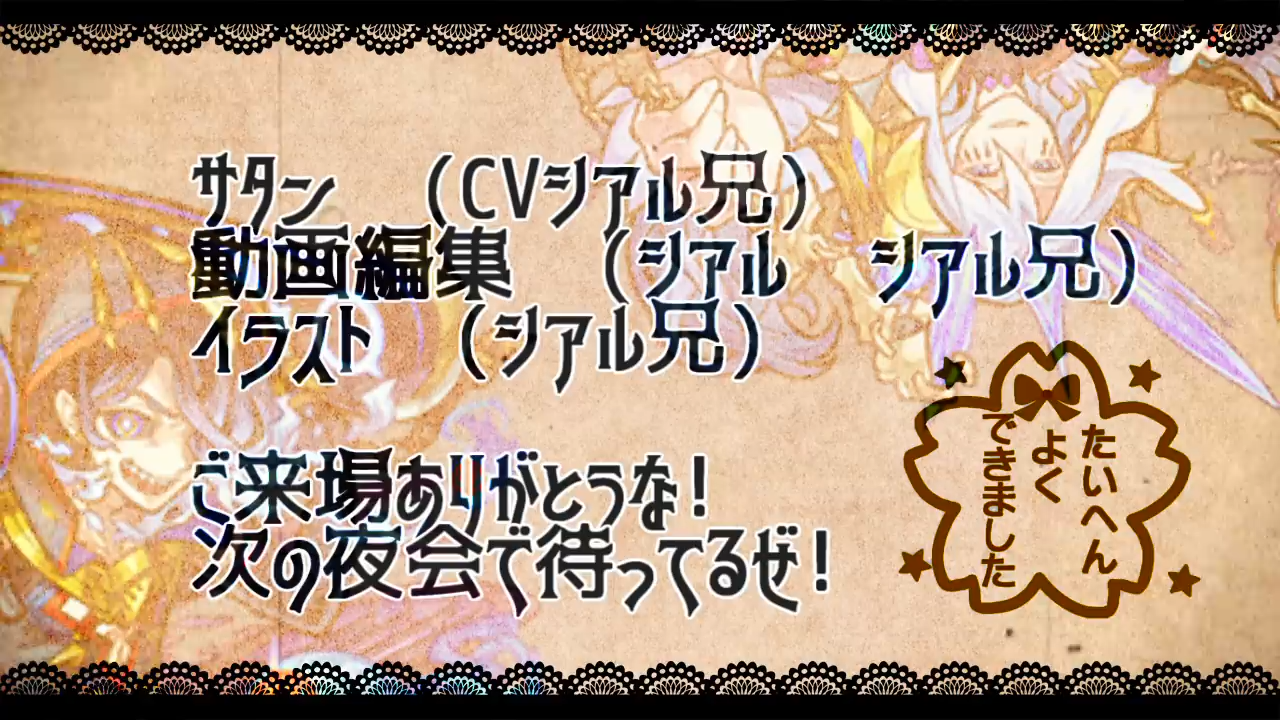 サタン　（CVシアル兄）
動画編集　（シアル　シアル兄）
イラスト　（シアル兄）
ご来場ありがとうな！
次の夜会で待ってるぜ！
たいへん
よく
できました